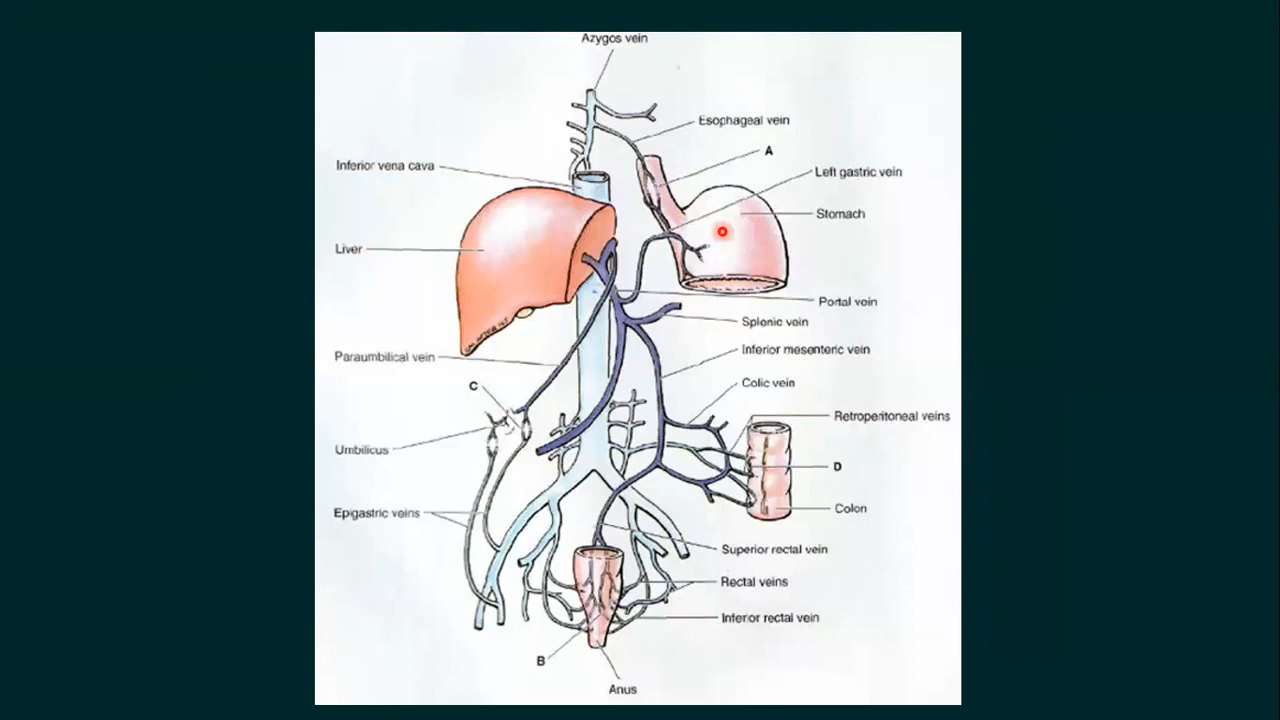 Azygos vein
Esophageal vein
A
Inferior vena cava
Left gastric vein
Stomach
Liver
Portal vein
Splenic vein
Inferior mesenteric vein
Paraumbilical vein
Colic vein
C
Retroperitoneal veins
Umbilicus
D
Epigastric veins
Colon
Superior rectal vein
Rectal veins
Inferior rectal vein
B
Anus